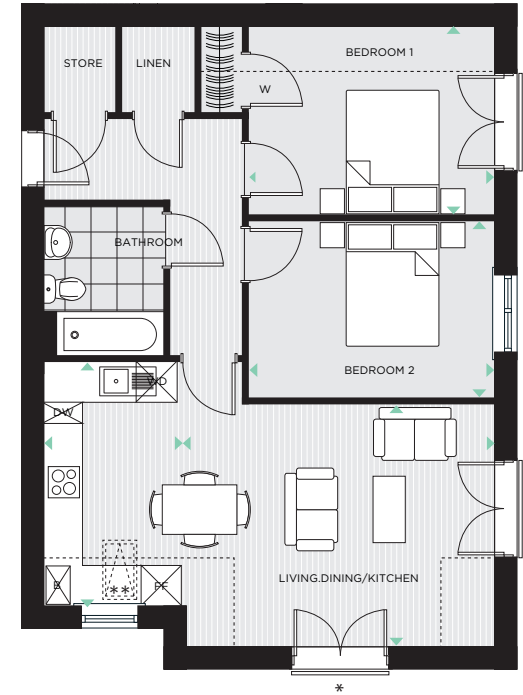 BEDROOM 1
STORE
LINEN
W
BATHROOM
BEDROOM 2
WD
DW
LIVING.DINING/KITCHEN
B
**
FF
*